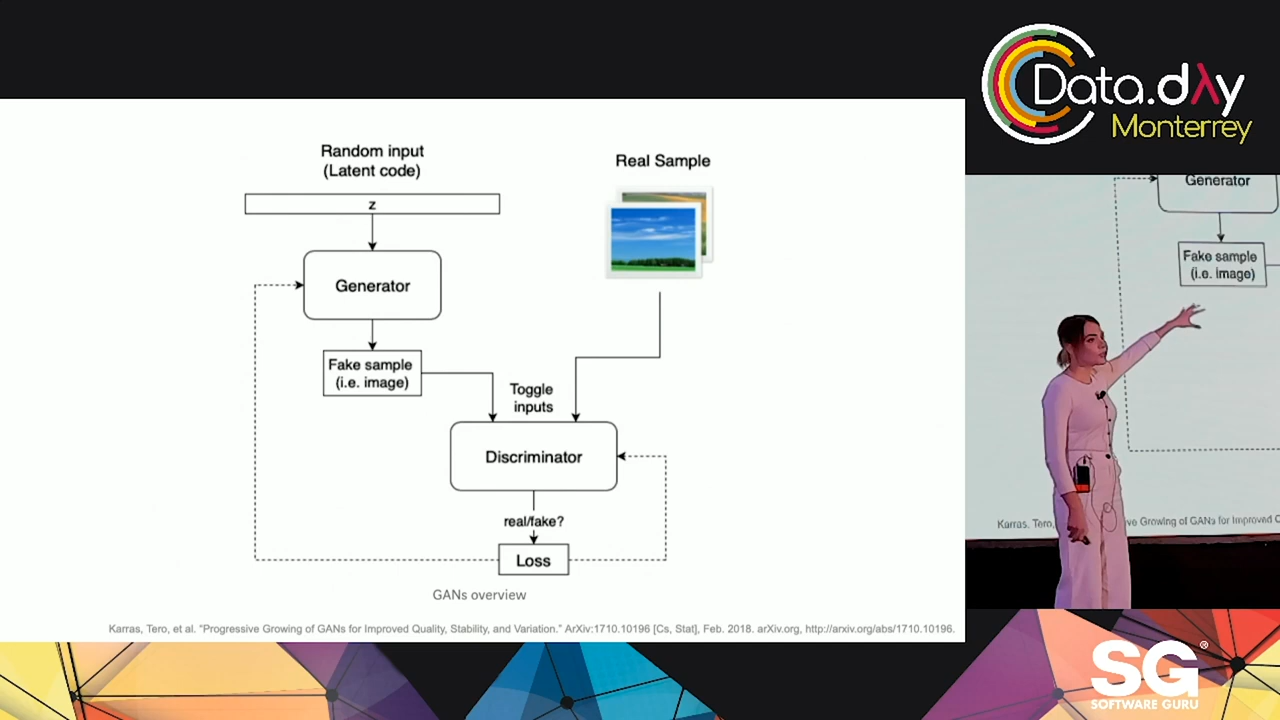 Random input
(Latent code)
z
Generator
Fake sample
(i.e. image)
Real Sample
Toggle
inputs
Discriminator
real/fake?
Loss
GANs overview
Karras, Tero, et al. "Progressive Growing of GANs for Improved Quality, Stability, and Variation." ArXiv:1710.10196 [Cs, Stat], Feb. 2018. arXiv.org, http://arxiv.org/abs/1710.10196.
Data.dλy
Monterrey
Generator
Fake sample
(i.e. image)
Karras, Tero,
ve Growing of GANs for Improved
SG®
SOFTWARE GURU